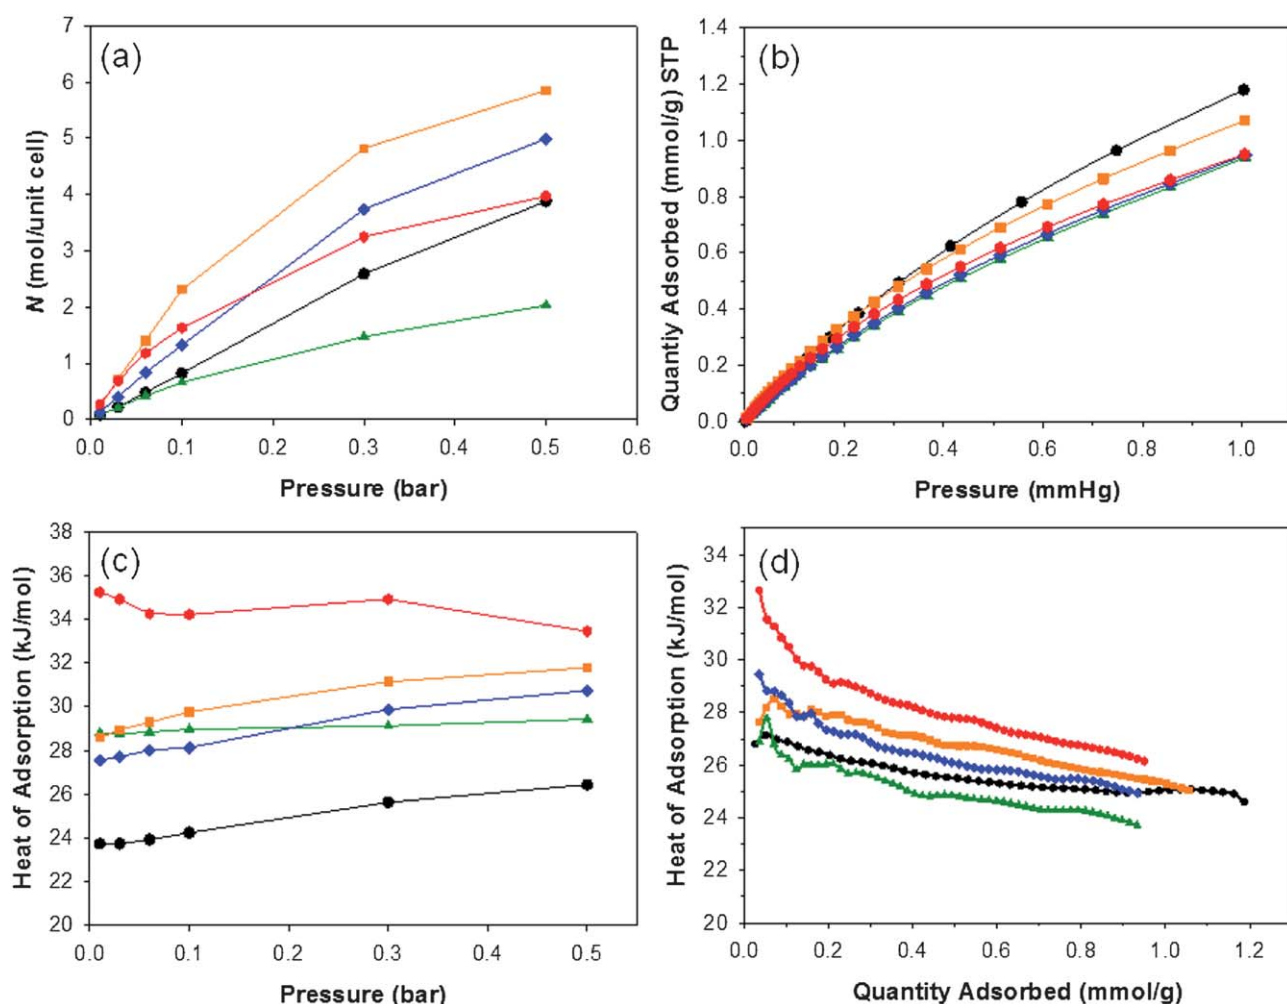 (a)
7
6
5
4
3
2
1
0
N (mol/unit cell)
0.0 0.1 0.2 0.3 0.4 0.5 0.6
Pressure (bar)
(b)
1.4
1.2
1.0
0.8
0.6
0.4
0.2
0.0
Quantiy Adsorbed (mmol/g) STP
0.2 0.4 0.6 0.8 1.0
Pressure (mmHg)
(c)
38
36
34
32
30
28
26
24
22
20
Heat of Adsorption (kJ/mol)
0.0 0.1 0.2 0.3 0.4 0.5
Pressure (bar)
(d)
34
32
30
28
26
24
22
20
Heat of Adsorption (kJ/mol)
0.0 0.2 0.4 0.6 0.8 1.0 1.2
Quantity Adsorbed (mmol/g)